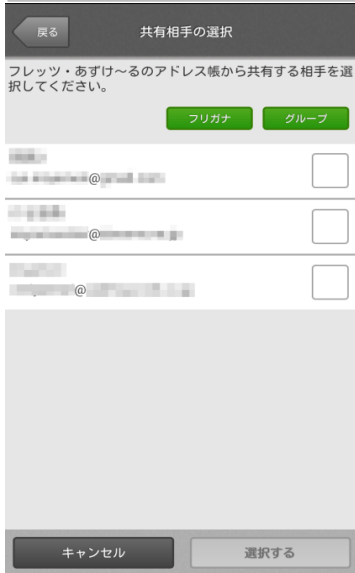 戻る
共有相手の選択
フレッツ・あずけ～るのアドレス帳から共有する相手を選
択してください。
フリガナ
グループ
@
@
@
キャンセル
選択する